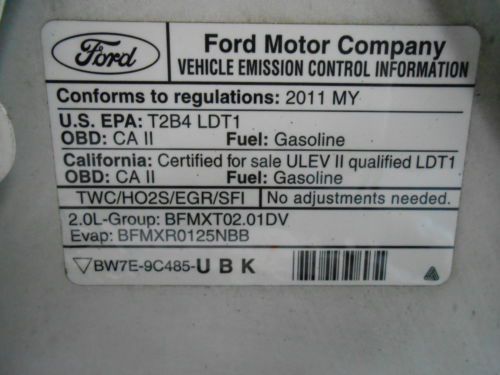 Ford
Ford Motor Company
VEHICLE EMISSION CONTROL INFORMATION
Conforms to regulations: 2011 MY
U.S. EPA: T2B4 LDT1
OBD: CA II Fuel: Gasoline
California: Certified for sale ULEV II qualified LDT1
OBD: CA II Fuel: Gasoline
TWC/HO2S/EGR/SFI No adjustments needed.
2.0L-Group: BFMXT02.01DV
Evap: BFMXR0125NBB
BW7E-9C485-UBK